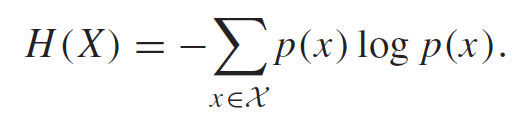 H(X) = −∑ p(x) log p(x).
x∈𝒳